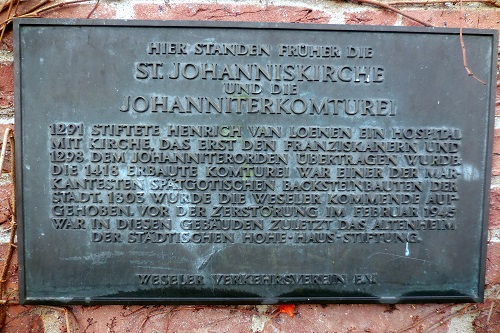 HIER STANDEN FRÜHER DIE
ST. JOHANNISKIRCHE
UND DIE
JOHANNITERKOMTUREI
1291 STIFTETE HENRICH VAN LOENEN EIN HOSPITAL
MIT KIRCHE, DAS ERST DEN FRANZISKANERN UND
1298 DEM JOHANNITERORDEN ÜBERTRAGEN WURDE.
DIE 1418 ERBAUTE KOMTUREI WAR EINER DER MAR-
KANTESTEN SPÄTGOTISCHEN BACKSTEINBAUTEN DER
STADT. 1803 WURDE DIE WESELER KOMMENDE AUF-
GEHOBEN. VOR DER ZERSTÖRUNG IM FEBRUAR 1945
WAR IN DIESEN GEBÄUDEN ZULETZT DAS ALTENHEIM
DER STÄDTISCHEN HOHE-HAUS-STIFTUNG.
WESELER VERKEHRSVEREIN E.V.